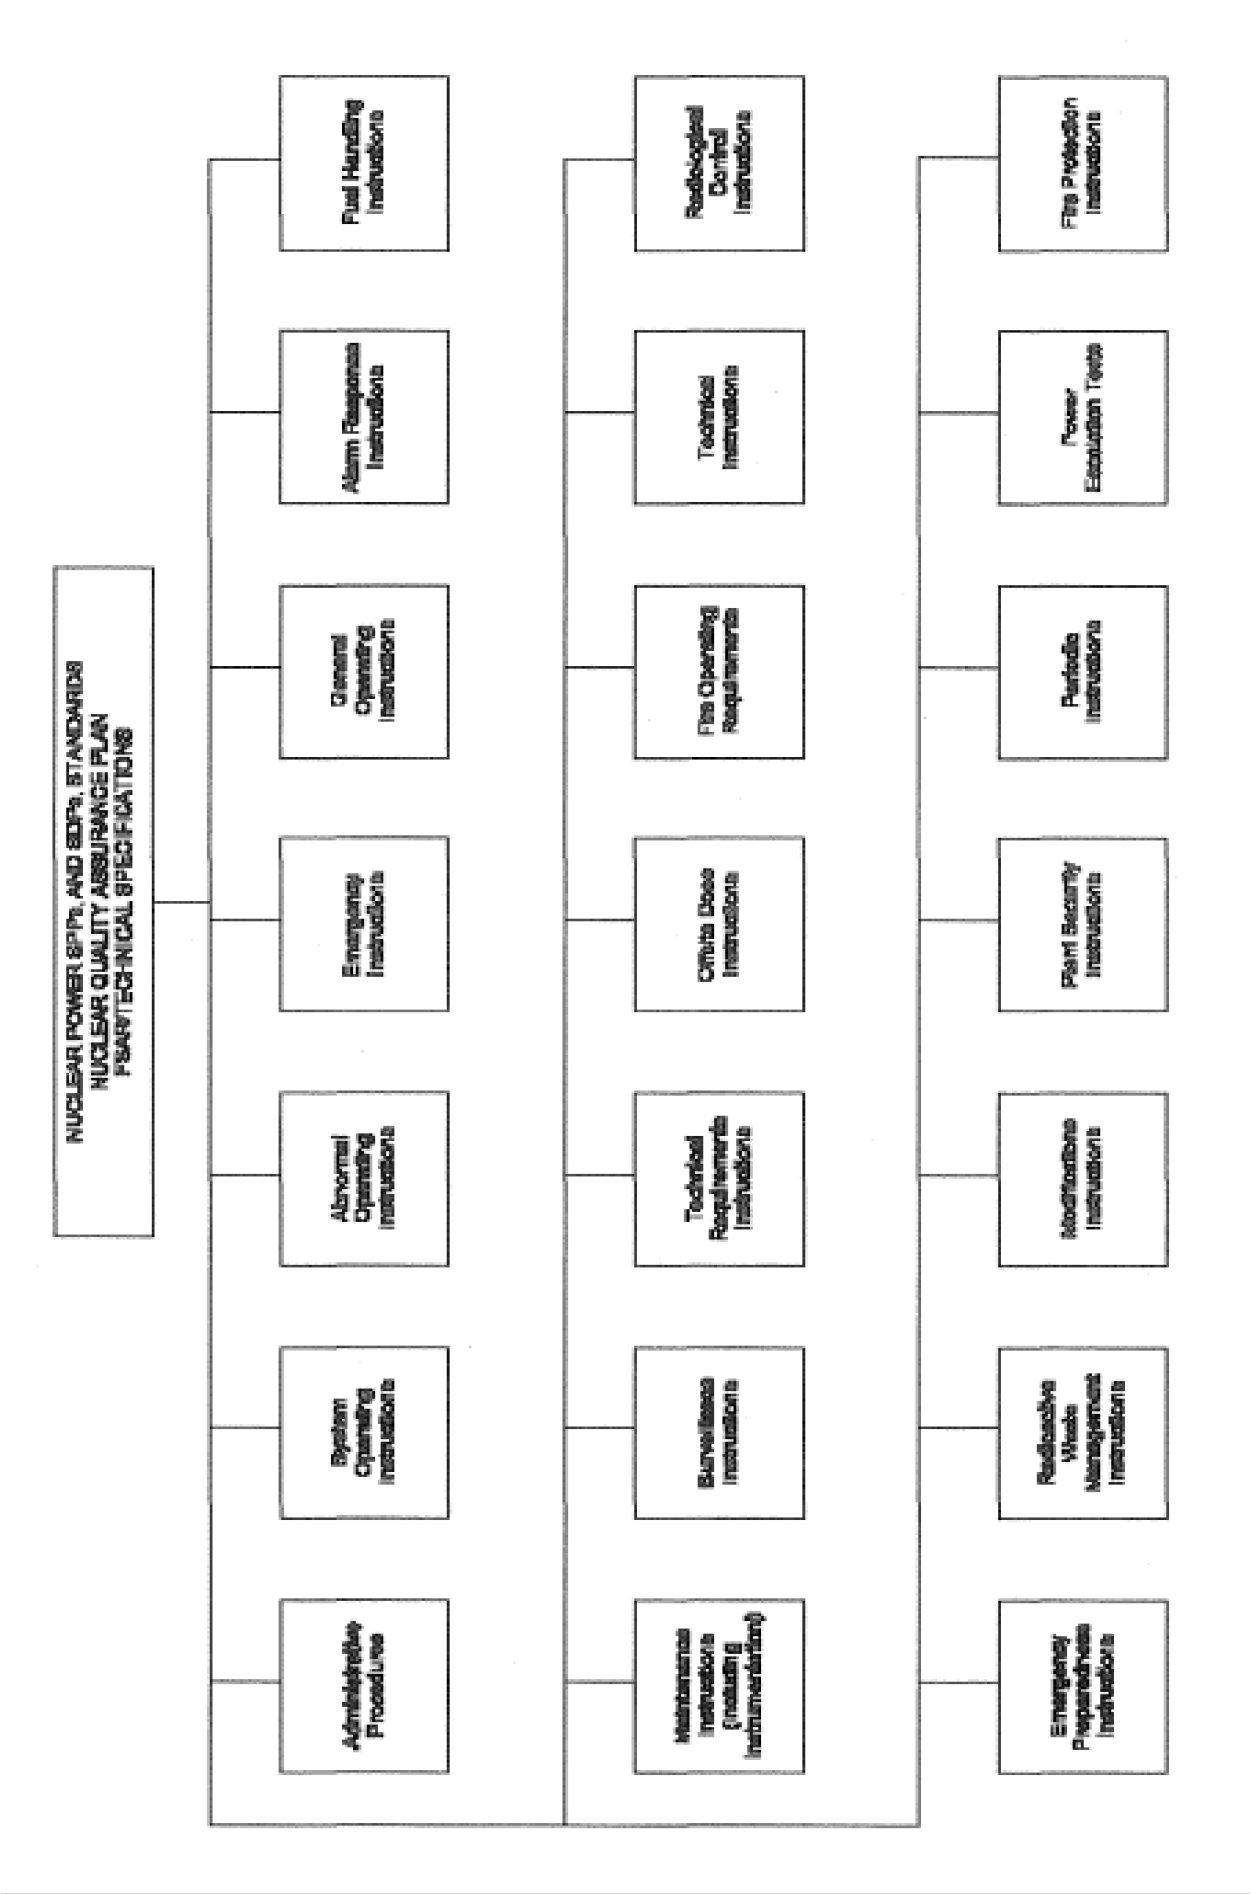 NUCLEAR POWER SPPs, AND SDPs, STANDARDS
NUCLEAR QUALITY ASSURANCE PLAN
FSAR/TECHNICAL SPECIFICATIONS
Administrative
Procedures
System
Operating
Instructions
Abnormal
Operating
Instructions
Emergency
Instructions
General
Operating
Instructions
Alarm Response
Instructions
Fuel Handling
Instructions
Maintenance
Instructions
(Including
Instrumentation)
Surveillance
Instructions
Technical
Requirements
Instructions
Offsite Dose
Instructions
Fire Operating
Requirements
Technical
Instructions
Radiological
Control
Instructions
Emergency
Preparedness
Instructions
Radioactive
Waste
Management
Instructions
Modifications
Instructions
Plant Security
Instructions
Periodic
Instructions
Power
Escalation Tests
Fire Protection
Instructions